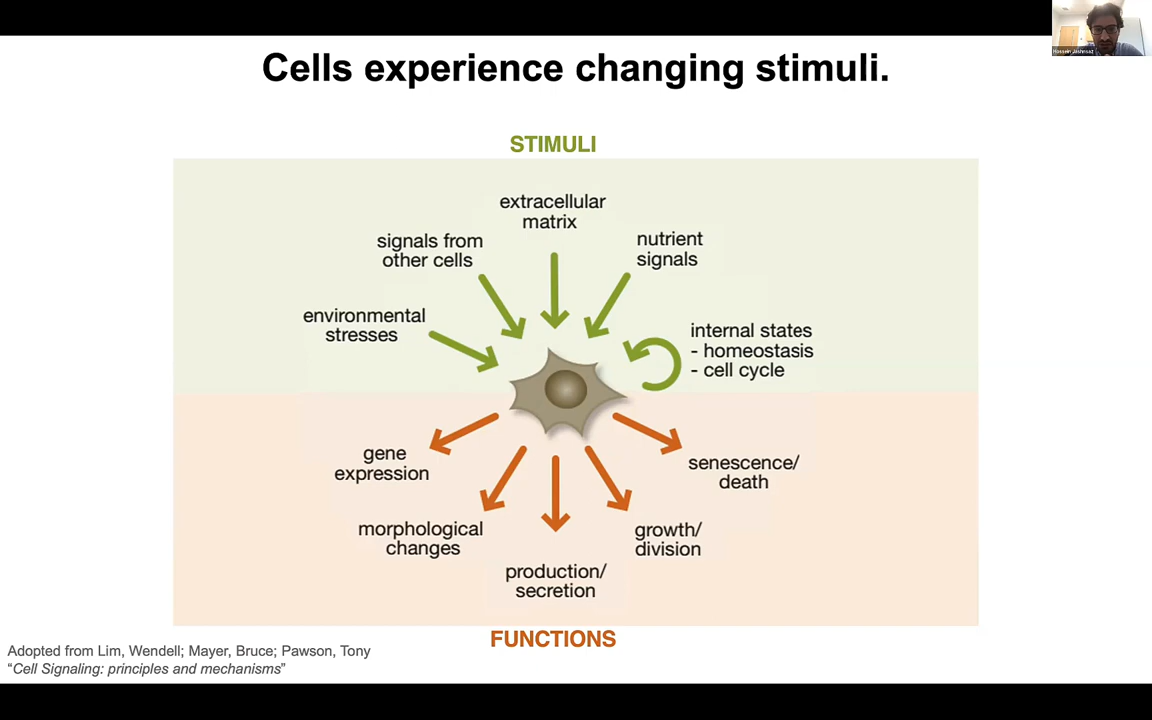 Cells experience changing stimuli.
Hossein Jashnsaz
STIMULI
extracellular
matrix
signals from
other cells
nutrient
signals
environmental
stresses
internal states
- homeostasis
- cell cycle
gene
expression
senescence/
death
morphological
changes
growth/
division
production/
secretion
FUNCTIONS
Adopted from Lim, Wendell; Mayer, Bruce; Pawson, Tony
“Cell Signaling: principles and mechanisms”